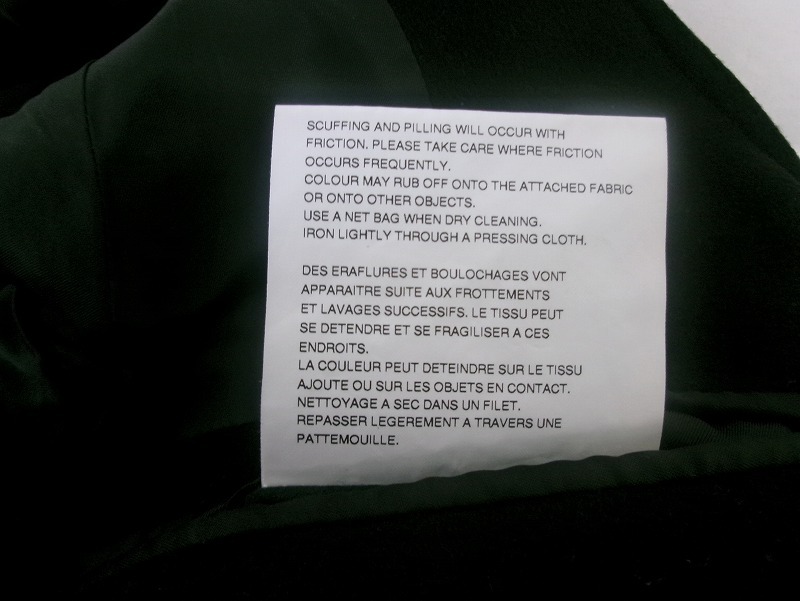 SCUFFING AND PILLING WILL OCCUR WITH
FRICTION. PLEASE TAKE CARE WHERE FRICTION
OCCURS FREQUENTLY.
COLOUR MAY RUB OFF ONTO THE ATTACHED FABRIC
OR ONTO OTHER OBJECTS.
USE A NET BAG WHEN DRY CLEANING.
IRON LIGHTLY THROUGH A PRESSING CLOTH.
DES ERAFLURES ET BOULOCHAGES VONT
APPARAITRE SUITE AUX FROTTEMENTS
ET LAVAGES SUCCESSIFS. LE TISSU PEUT
SE DETENDRE ET SE FRAGILISER A CES
ENDROITS.
LA COULEUR PEUT DETEINDRE SUR LE TISSU
AJOUTE OU SUR LES OBJETS EN CONTACT.
NETTOYAGE A SEC DANS UN FILET.
REPASSER LEGEREMENT A TRAVERS UNE
PATTEMOUILLE.